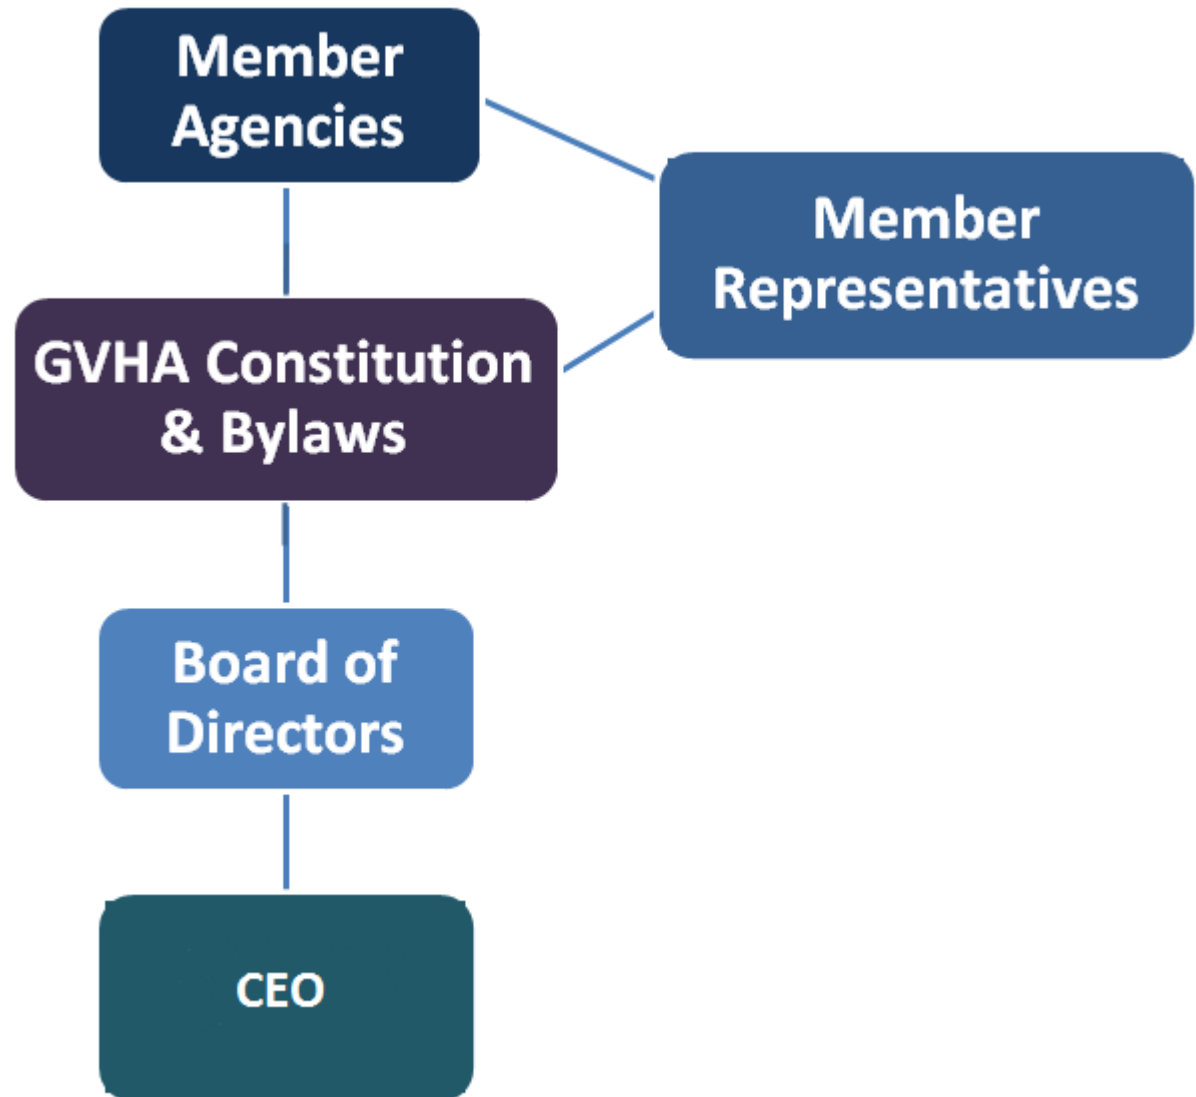 Member
Agencies
Member
Representatives
GVHA Constitution
& Bylaws
Board of
Directors
CEO